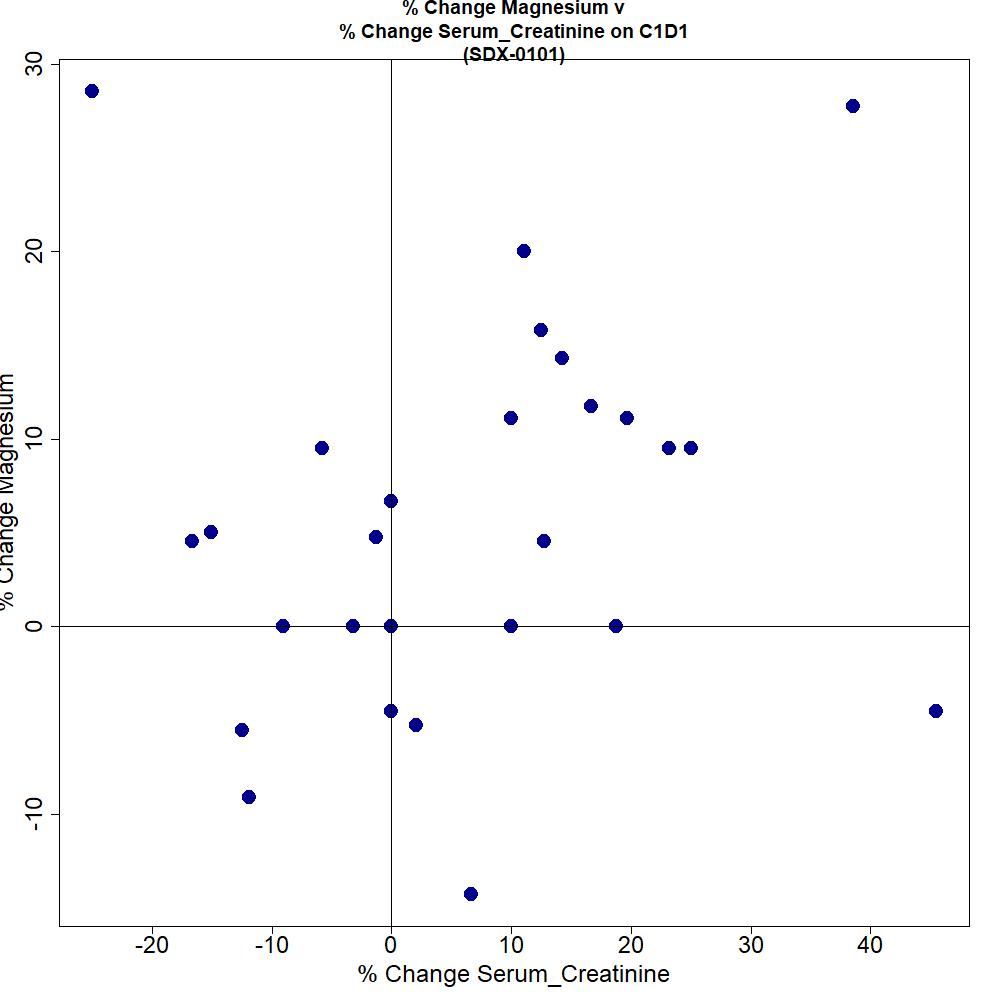 % Change Magnesium v
% Change Serum_Creatinine on C1D1
(SDX-0101)
30
20
10
0
-10
% Change Magnesium
-20 -10 0 10 20 30 40
% Change Serum_Creatinine